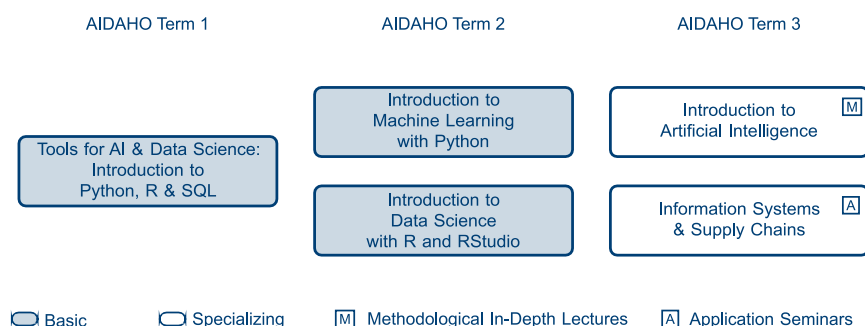 AIDAHO Term 1
AIDAHO Term 2
AIDAHO Term 3
Tools for AI & Data Science:
Introduction to
Python, R & SQL
Introduction to
Machine Learning
with Python
Introduction to
Data Science
with R and RStudio
Introduction to
Artificial Intelligence
M
Information Systems
& Supply Chains
A
Basic
Specializing
M Methodological In-Depth Lectures
A Application Seminars